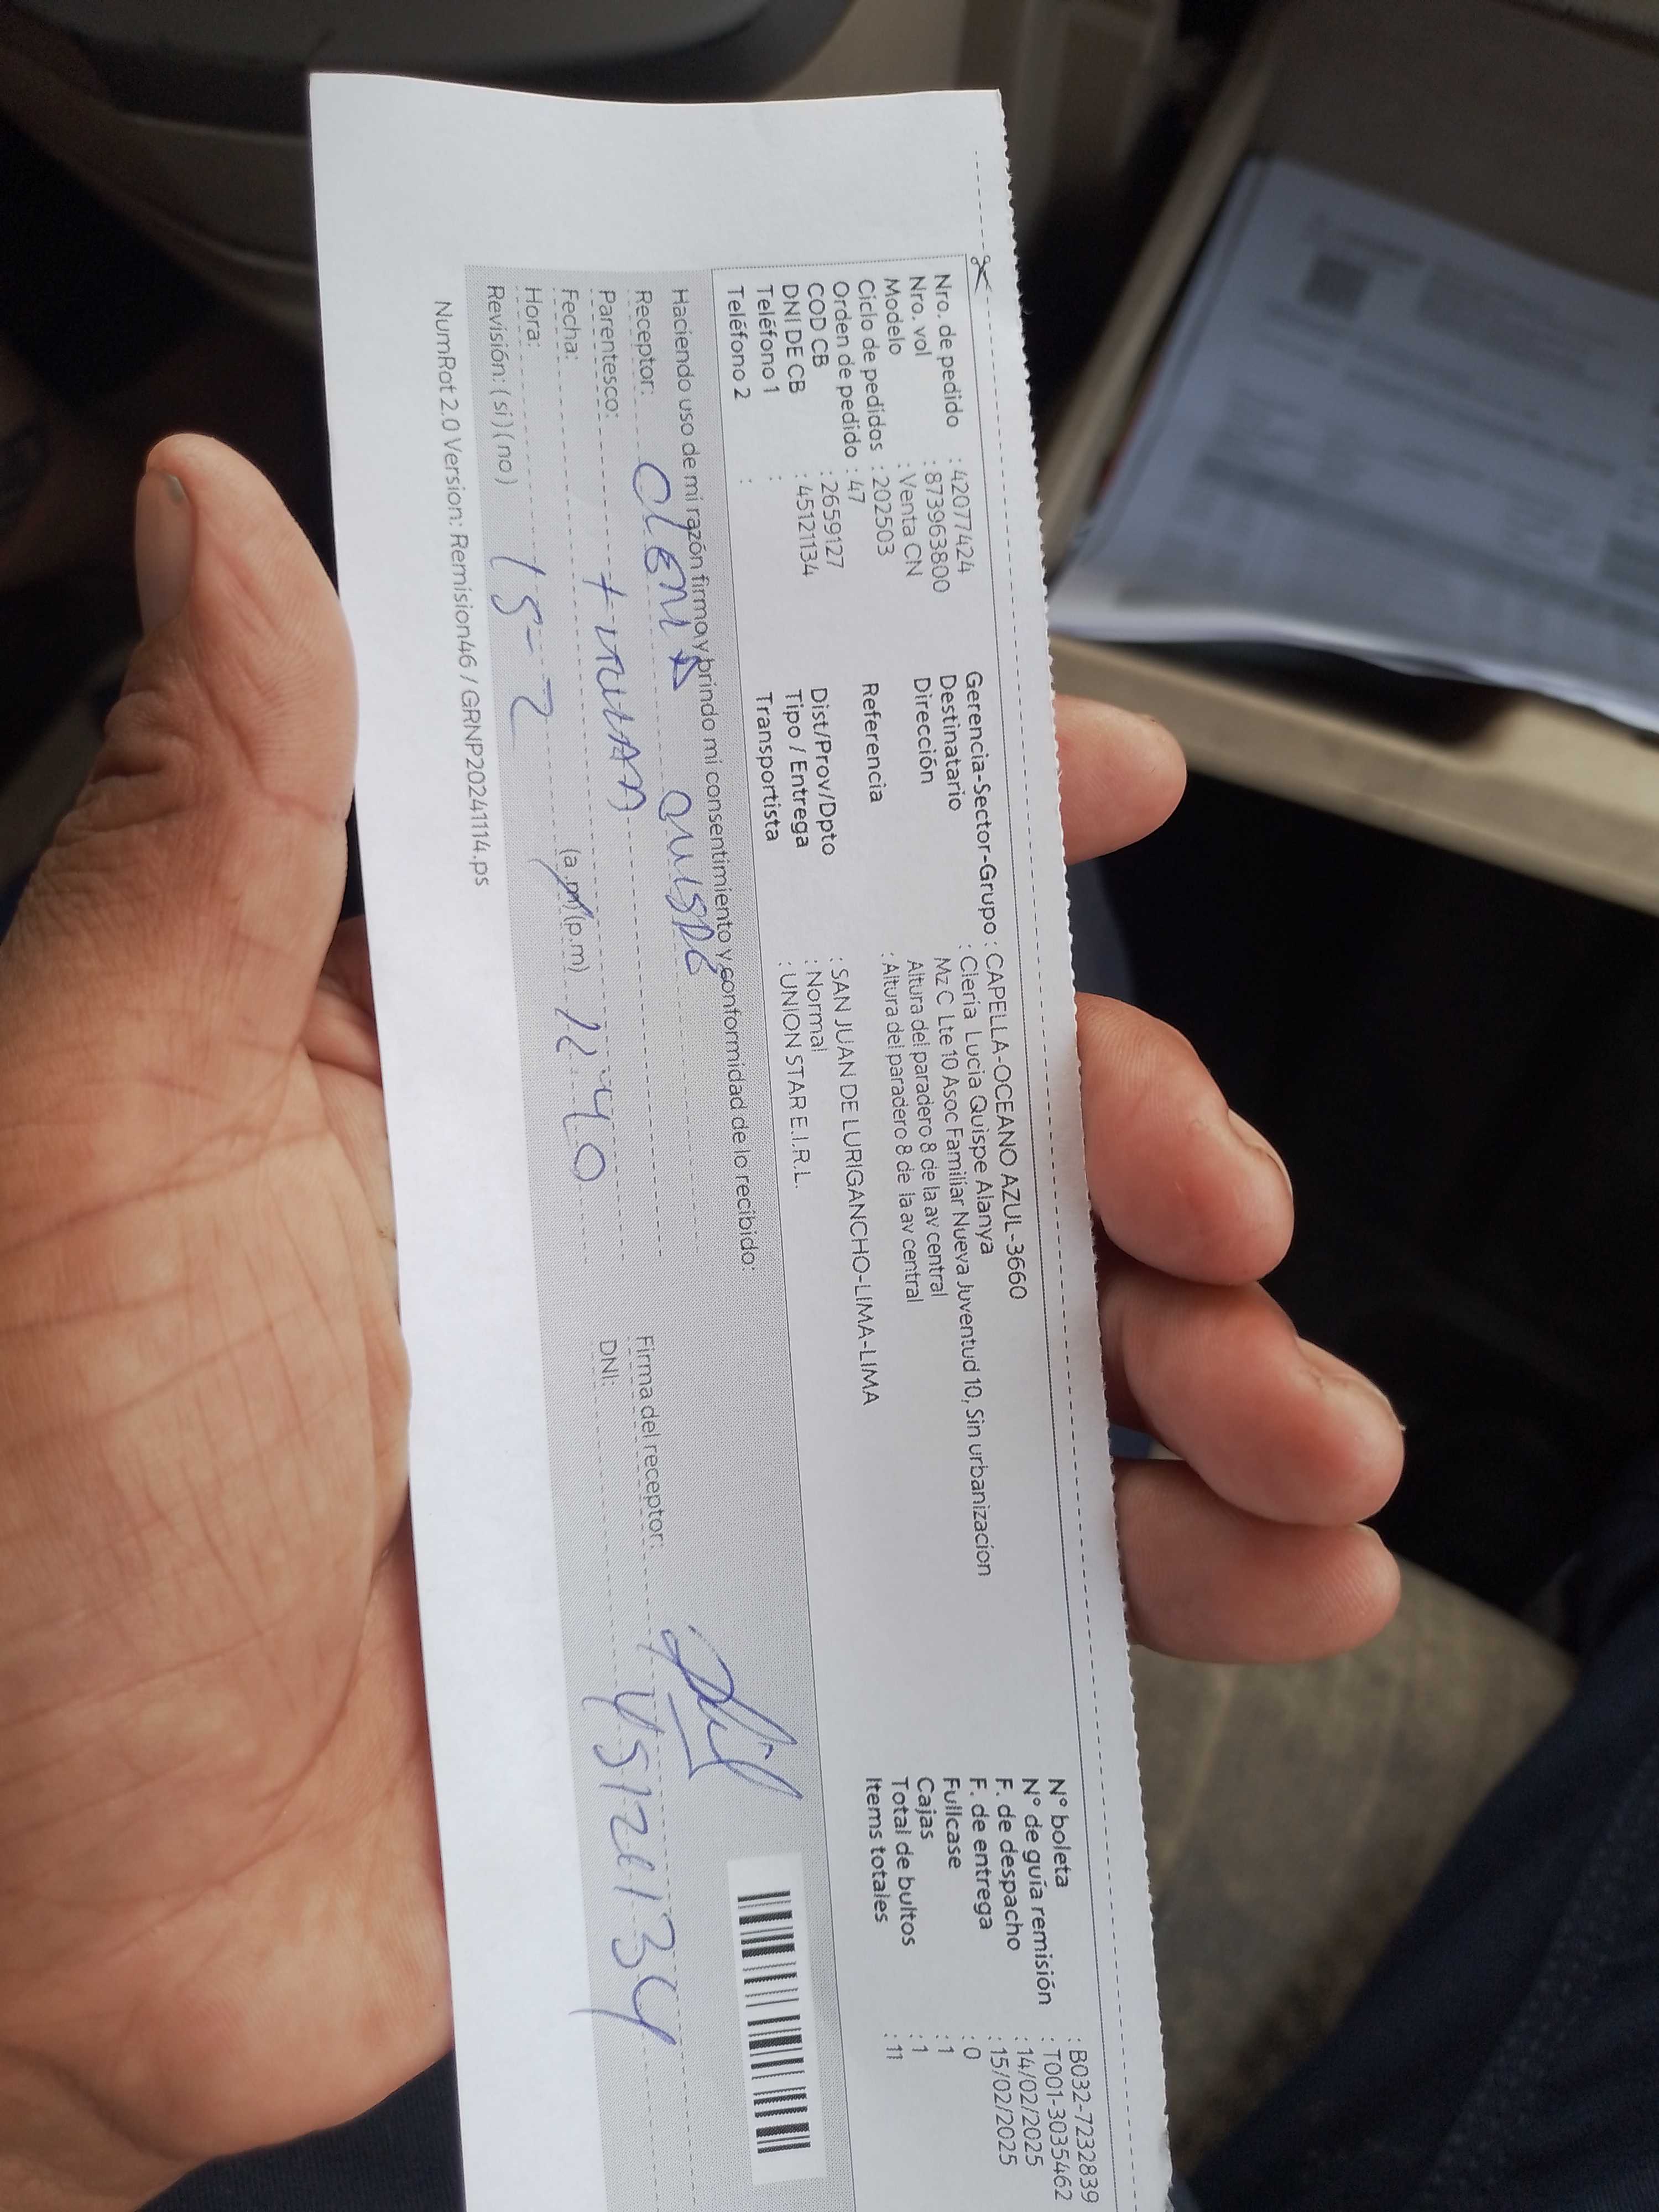 Nro. de pedido : 42077424
Nro. vol : 873963800
Modelo : Venta CN
Ciclo de pedidos : 202503
Orden de pedido : 47
COD CB : 2659127
DNI DE CB : 45121134
Teléfono 1 :
Teléfono 2 :
Gerencia-Sector-Grupo : CAPELLA-OCEANO AZUL-3660
Destinatario : Cleria Lucia Quispe Alanya
Dirección Mz C Lte 10 Asoc Familiar Nueva Juventud 10, Sin urbanizacion
Altura del paradero 8 de la av central
Referencia : Altura del paradero 8 de la av central
Dist/Prov/Dpto : SAN JUAN DE LURIGANCHO-LIMA-LIMA
Tipo / Entrega : Normal
Transportista : UNION STAR E.I.R.L.
N° boleta : B032-7232839
N° de guía remisión : T001-3035462
F. de despacho : 14/02/2025
F. de entrega : 15/02/2025
Fullcase : 0
Cajas : 1
Total de bultos : 1
Items totales : 11
Haciendo uso de mi razón firmo y brindo mi consentimiento y conformidad de lo recibido:
Receptor: Quispe
Parentesco:
Fecha: 15-2
Hora: (a.m)(p.m) 12:40
Revisión: (si) (no)
Firma del receptor:
DNI: 45121134
NumRot 2.0 Version: Remision46 / GRNP20241114.ps